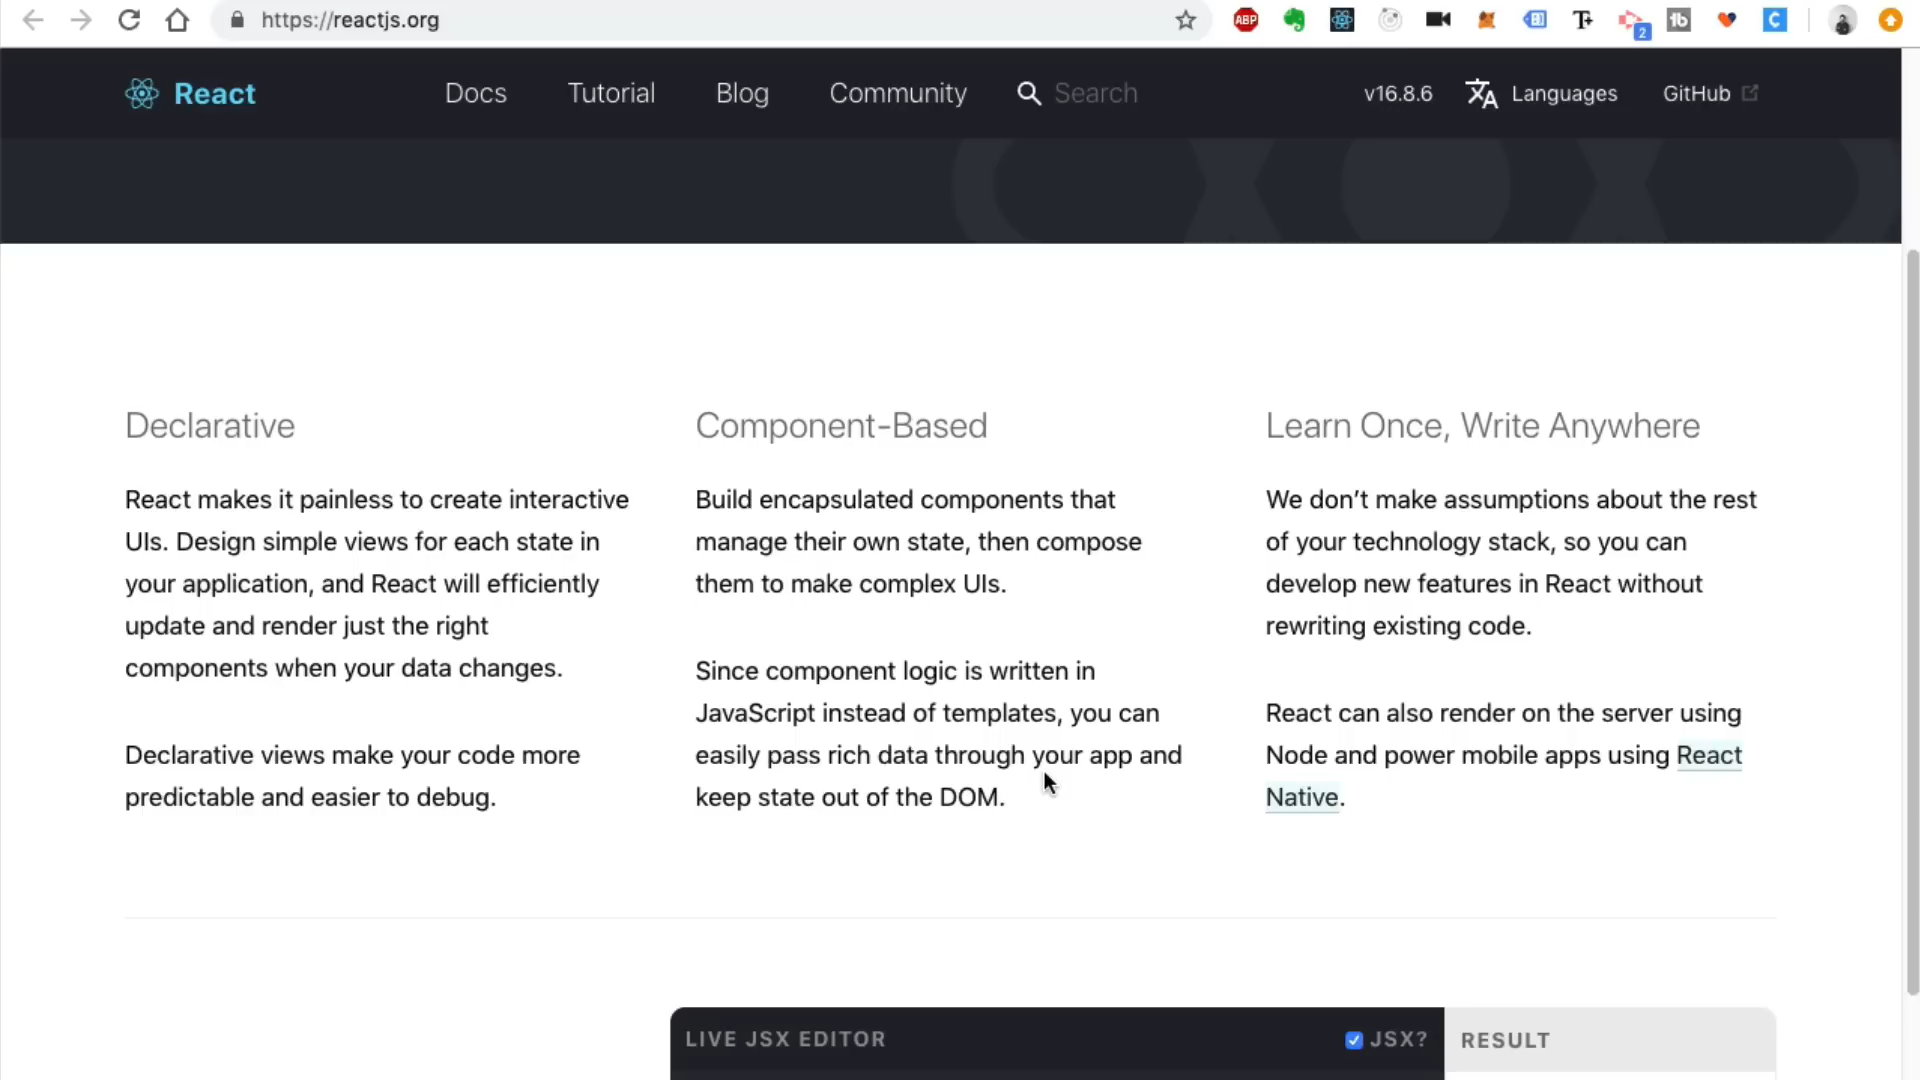 https://reactjs.org
ABP
2
1b
C
React
Docs
Tutorial
Blog
Community
Search
v16.8.6
Languages
GitHub
Declarative
React makes it painless to create interactive
UIs. Design simple views for each state in
your application, and React will efficiently
update and render just the right
components when your data changes.
Declarative views make your code more
predictable and easier to debug.
Component-Based
Build encapsulated components that
manage their own state, then compose
them to make complex UIs.
Since component logic is written in
JavaScript instead of templates, you can
easily pass rich data through your app and
keep state out of the DOM.
Learn Once, Write Anywhere
We don’t make assumptions about the rest
of your technology stack, so you can
develop new features in React without
rewriting existing code.
React can also render on the server using
Node and power mobile apps using React
Native.
LIVE JSX EDITOR
JSX?
RESULT